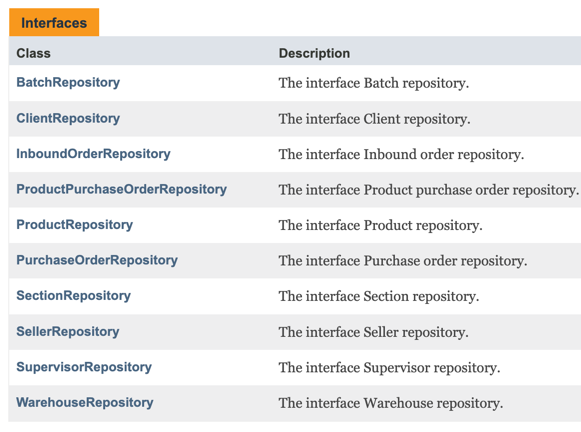 Interfaces
Class Description
BatchRepository The interface Batch repository.
ClientRepository The interface Client repository.
InboundOrderRepository The interface Inbound order repository.
ProductPurchaseOrderRepository The interface Product purchase order repository.
ProductRepository The interface Product repository.
PurchaseOrderRepository The interface Purchase order repository.
SectionRepository The interface Section repository.
SellerRepository The interface Seller repository.
SupervisorRepository The interface Supervisor repository.
WarehouseRepository The interface Warehouse repository.